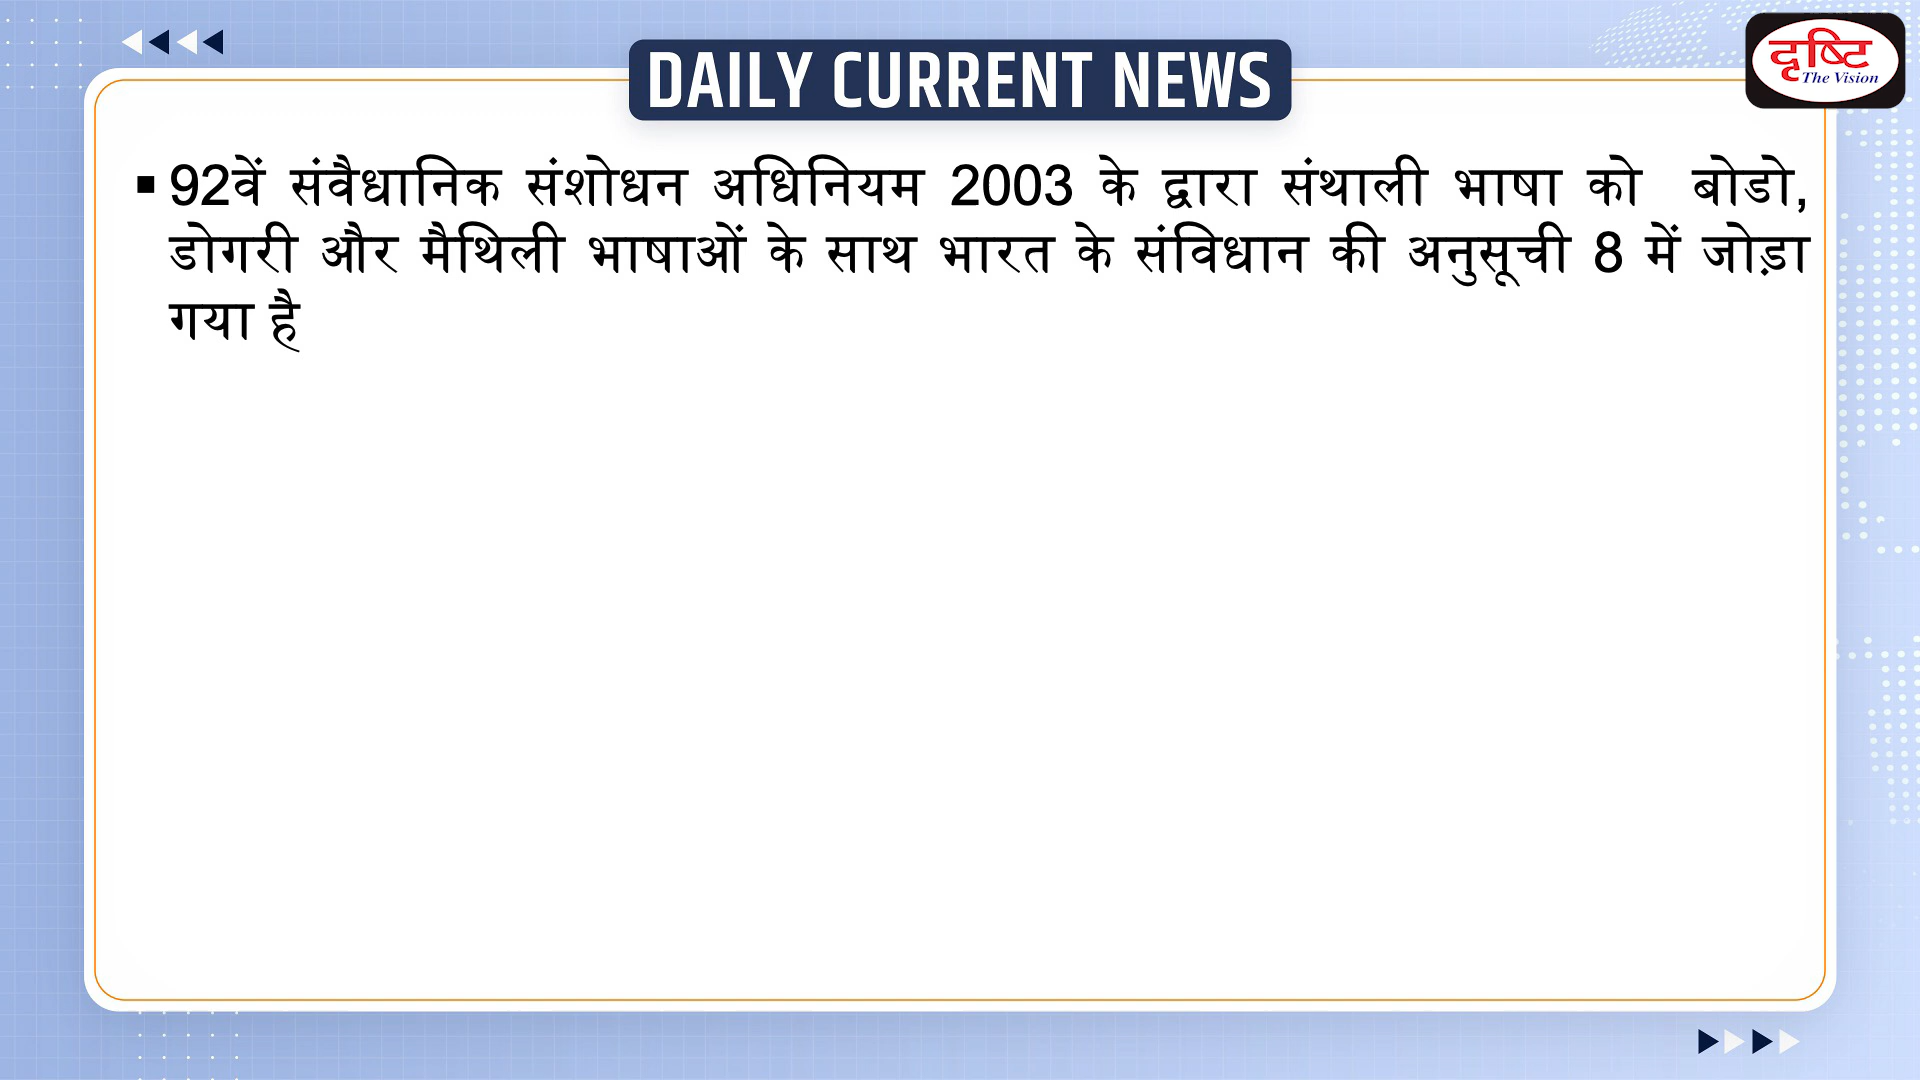 DAILY CURRENT NEWS
दृष्टि
The Vision
▪ 92वें संवैधानिक संशोधन अधिनियम 2003 के द्वारा संथाली भाषा को बोडो,
डोगरी और मैथिली भाषाओं के साथ भारत के संविधान की अनुसूची 8 में जोड़ा
गया है